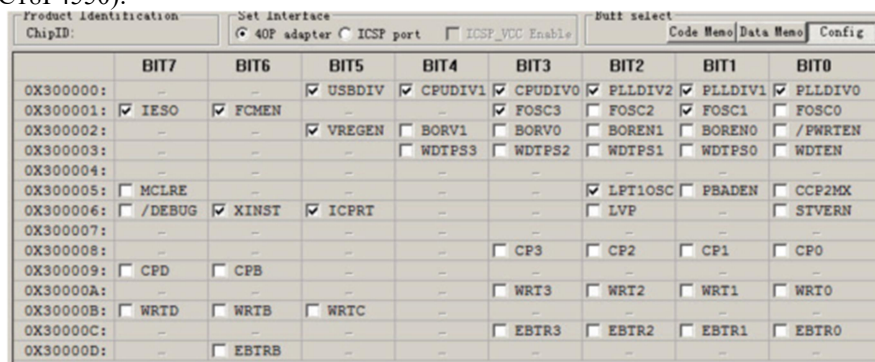 C18F4550).
Product Identification Set Interface Buff select
ChipID: 40P adapter ICSP port ICSP_VCC Enable Code Memo Data Memo Config
BIT7 BIT6 BIT5 BIT4 BIT3 BIT2 BIT1 BIT0
0X300000: USBDIV CPUDIV1 CPUDIV0 PLLDIV2 PLLDIV1 PLLDIV0
0X300001: IESO FCMEN FOSC3 FOSC2 FOSC1 FOSC0
0X300002: VREGEN BORV1 BORV0 BOREN1 BOREN0 /PWRTEN
0X300003: WDTPS3 WDTPS2 WDTPS1 WDTPS0 WDTEN
0X300004:
0X300005: MCLRE LPT1OSC PBADEN CCP2MX
0X300006: /DEBUG XINST ICPRT LVP STVERN
0X300007:
0X300008: CP3 CP2 CP1 CP0
0X300009: CPD CPB
0X30000A: WRT3 WRT2 WRT1 WRT0
0X30000B: WRTD WRTB WRTC
0X30000C: EBTR3 EBTR2 EBTR1 EBTR0
0X30000D: EBTRB